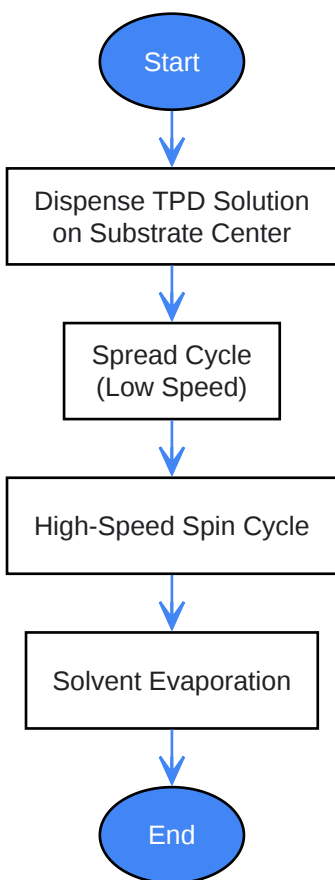 Start
Dispense TPD Solution
on Substrate Center
Spread Cycle
(Low Speed)
High-Speed Spin Cycle
Solvent Evaporation
End